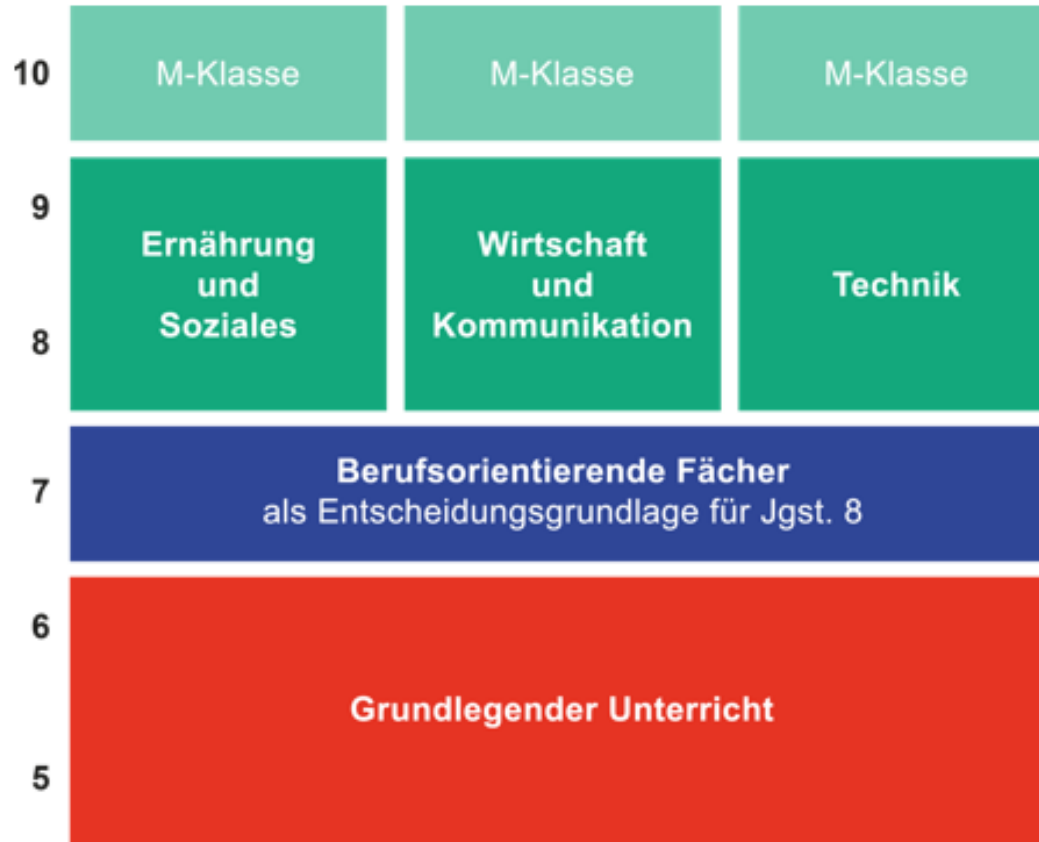 10
M-Klasse
M-Klasse
M-Klasse
9
Ernährung
und
Soziales
Wirtschaft
und
Kommunikation
Technik
8
7
Berufsorientierende Fächer
als Entscheidungsgrundlage für Jgst. 8
6
Grundlegender Unterricht
5